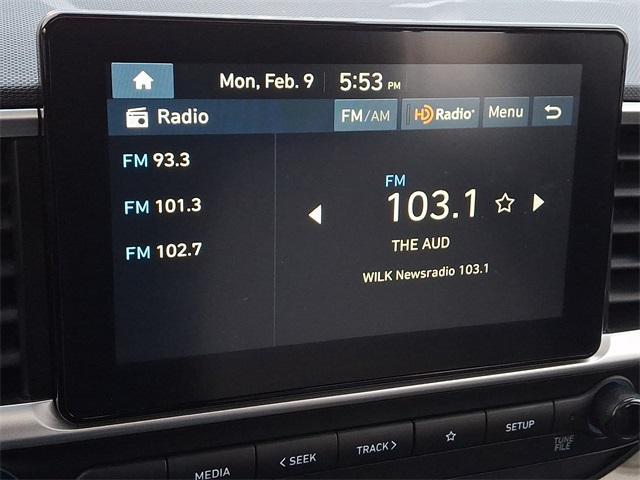 Mon, Feb. 9 5:53 PM
Radio FM/AM HD Radio Menu
FM 93.3
FM 101.3
FM 102.7
FM
103.1
THE AUD
WILK Newsradio 103.1
MEDIA < SEEK TRACK > SETUP
TUNE
FILE